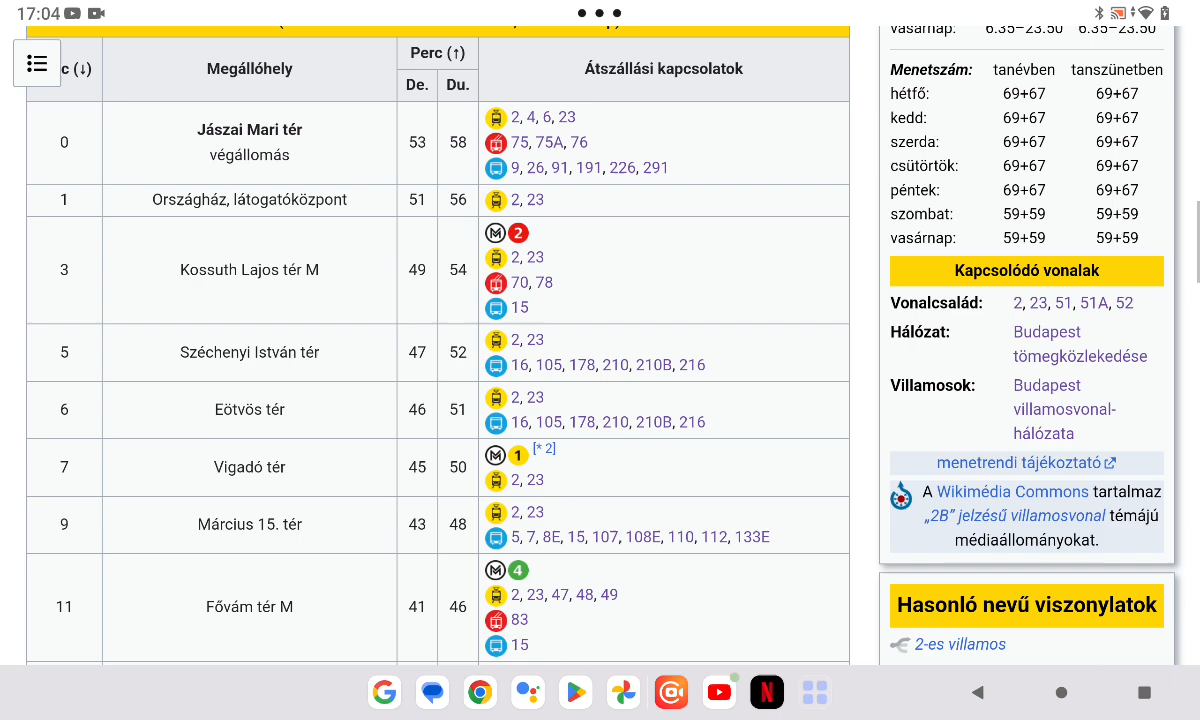 17:04
c (↓) Megállóhely Perc (↑) Átszállási kapcsolatok
De. Du.
0 Jászai Mari tér 53 58 2, 4, 6, 23
végállomás 75, 75A, 76
9, 26, 91, 191, 226, 291
1 Országház, látogatóközpont 51 56 2, 23
3 Kossuth Lajos tér M 49 54 M 2
2, 23
70, 78
15
5 Széchenyi István tér 47 52 2, 23
16, 105, 178, 210, 210B, 216
6 Eötvös tér 46 51 2, 23
16, 105, 178, 210, 210B, 216
7 Vigadó tér 45 50 M 1 [* 2]
2, 23
9 Március 15. tér 43 48 2, 23
5, 7, 8E, 15, 107, 108E, 110, 112, 133E
11 Fővám tér M 41 46 M 4
2, 23, 47, 48, 49
83
15
vasárnap: 6.35–23.50 6.35–23.50
Menetszám: tanévben tanszünetben
hétfő: 69+67 69+67
kedd: 69+67 69+67
szerda: 69+67 69+67
csütörtök: 69+67 69+67
péntek: 69+67 69+67
szombat: 59+59 59+59
vasárnap: 59+59 59+59
Kapcsolódó vonalak
Vonalcsalád: 2, 23, 51, 51A, 52
Hálózat: Budapest
tömegközlekedése
Villamosok: Budapest
villamosvonal-
hálózata
menetrendi tájékoztató
A Wikimédia Commons tartalmaz
„2B” jelzésű villamosvonal témájú
médiaállományokat.
Hasonló nevű viszonylatok
2-es villamos